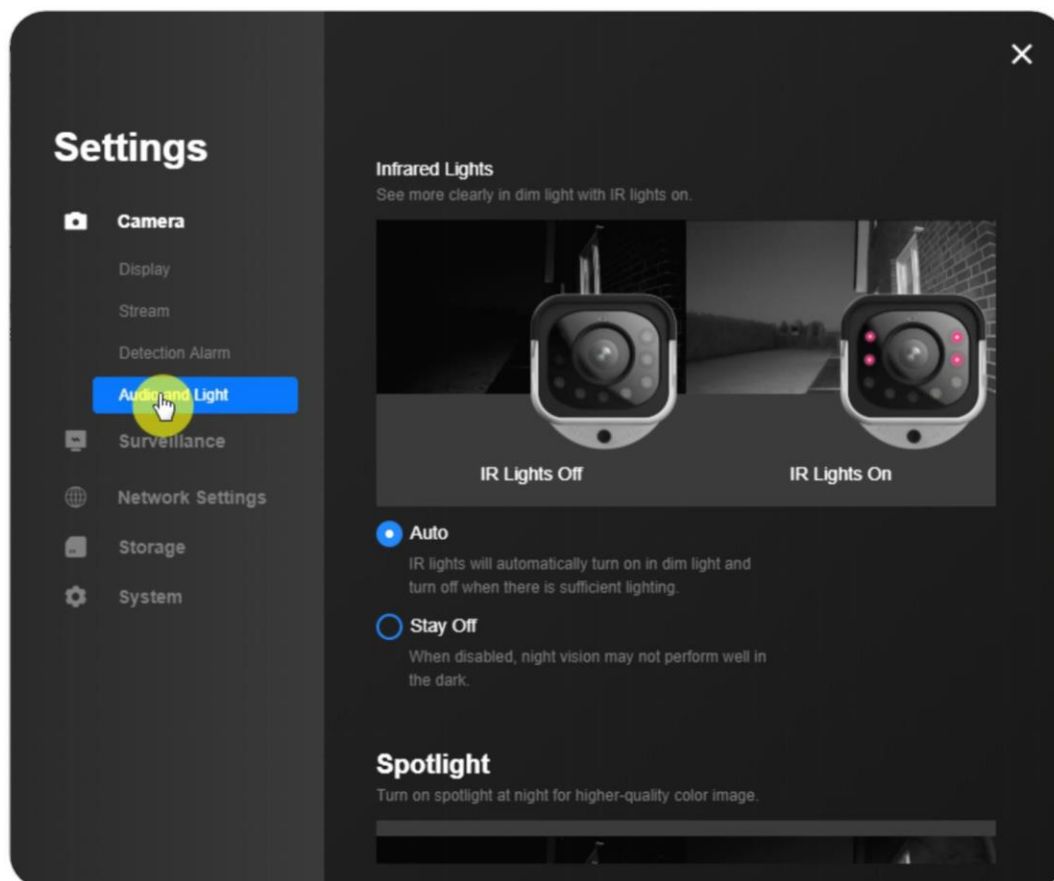 Settings
Camera
Display
Stream
Detection Alarm
Audio and Light
Surveillance
Network Settings
Storage
System
Infrared Lights
See more clearly in dim light with IR lights on.
IR Lights Off
IR Lights On
Auto
IR lights will automatically turn on in dim light and
turn off when there is sufficient lighting.
Stay Off
When disabled, night vision may not perform well in
the dark.
Spotlight
Turn on spotlight at night for higher-quality color image.